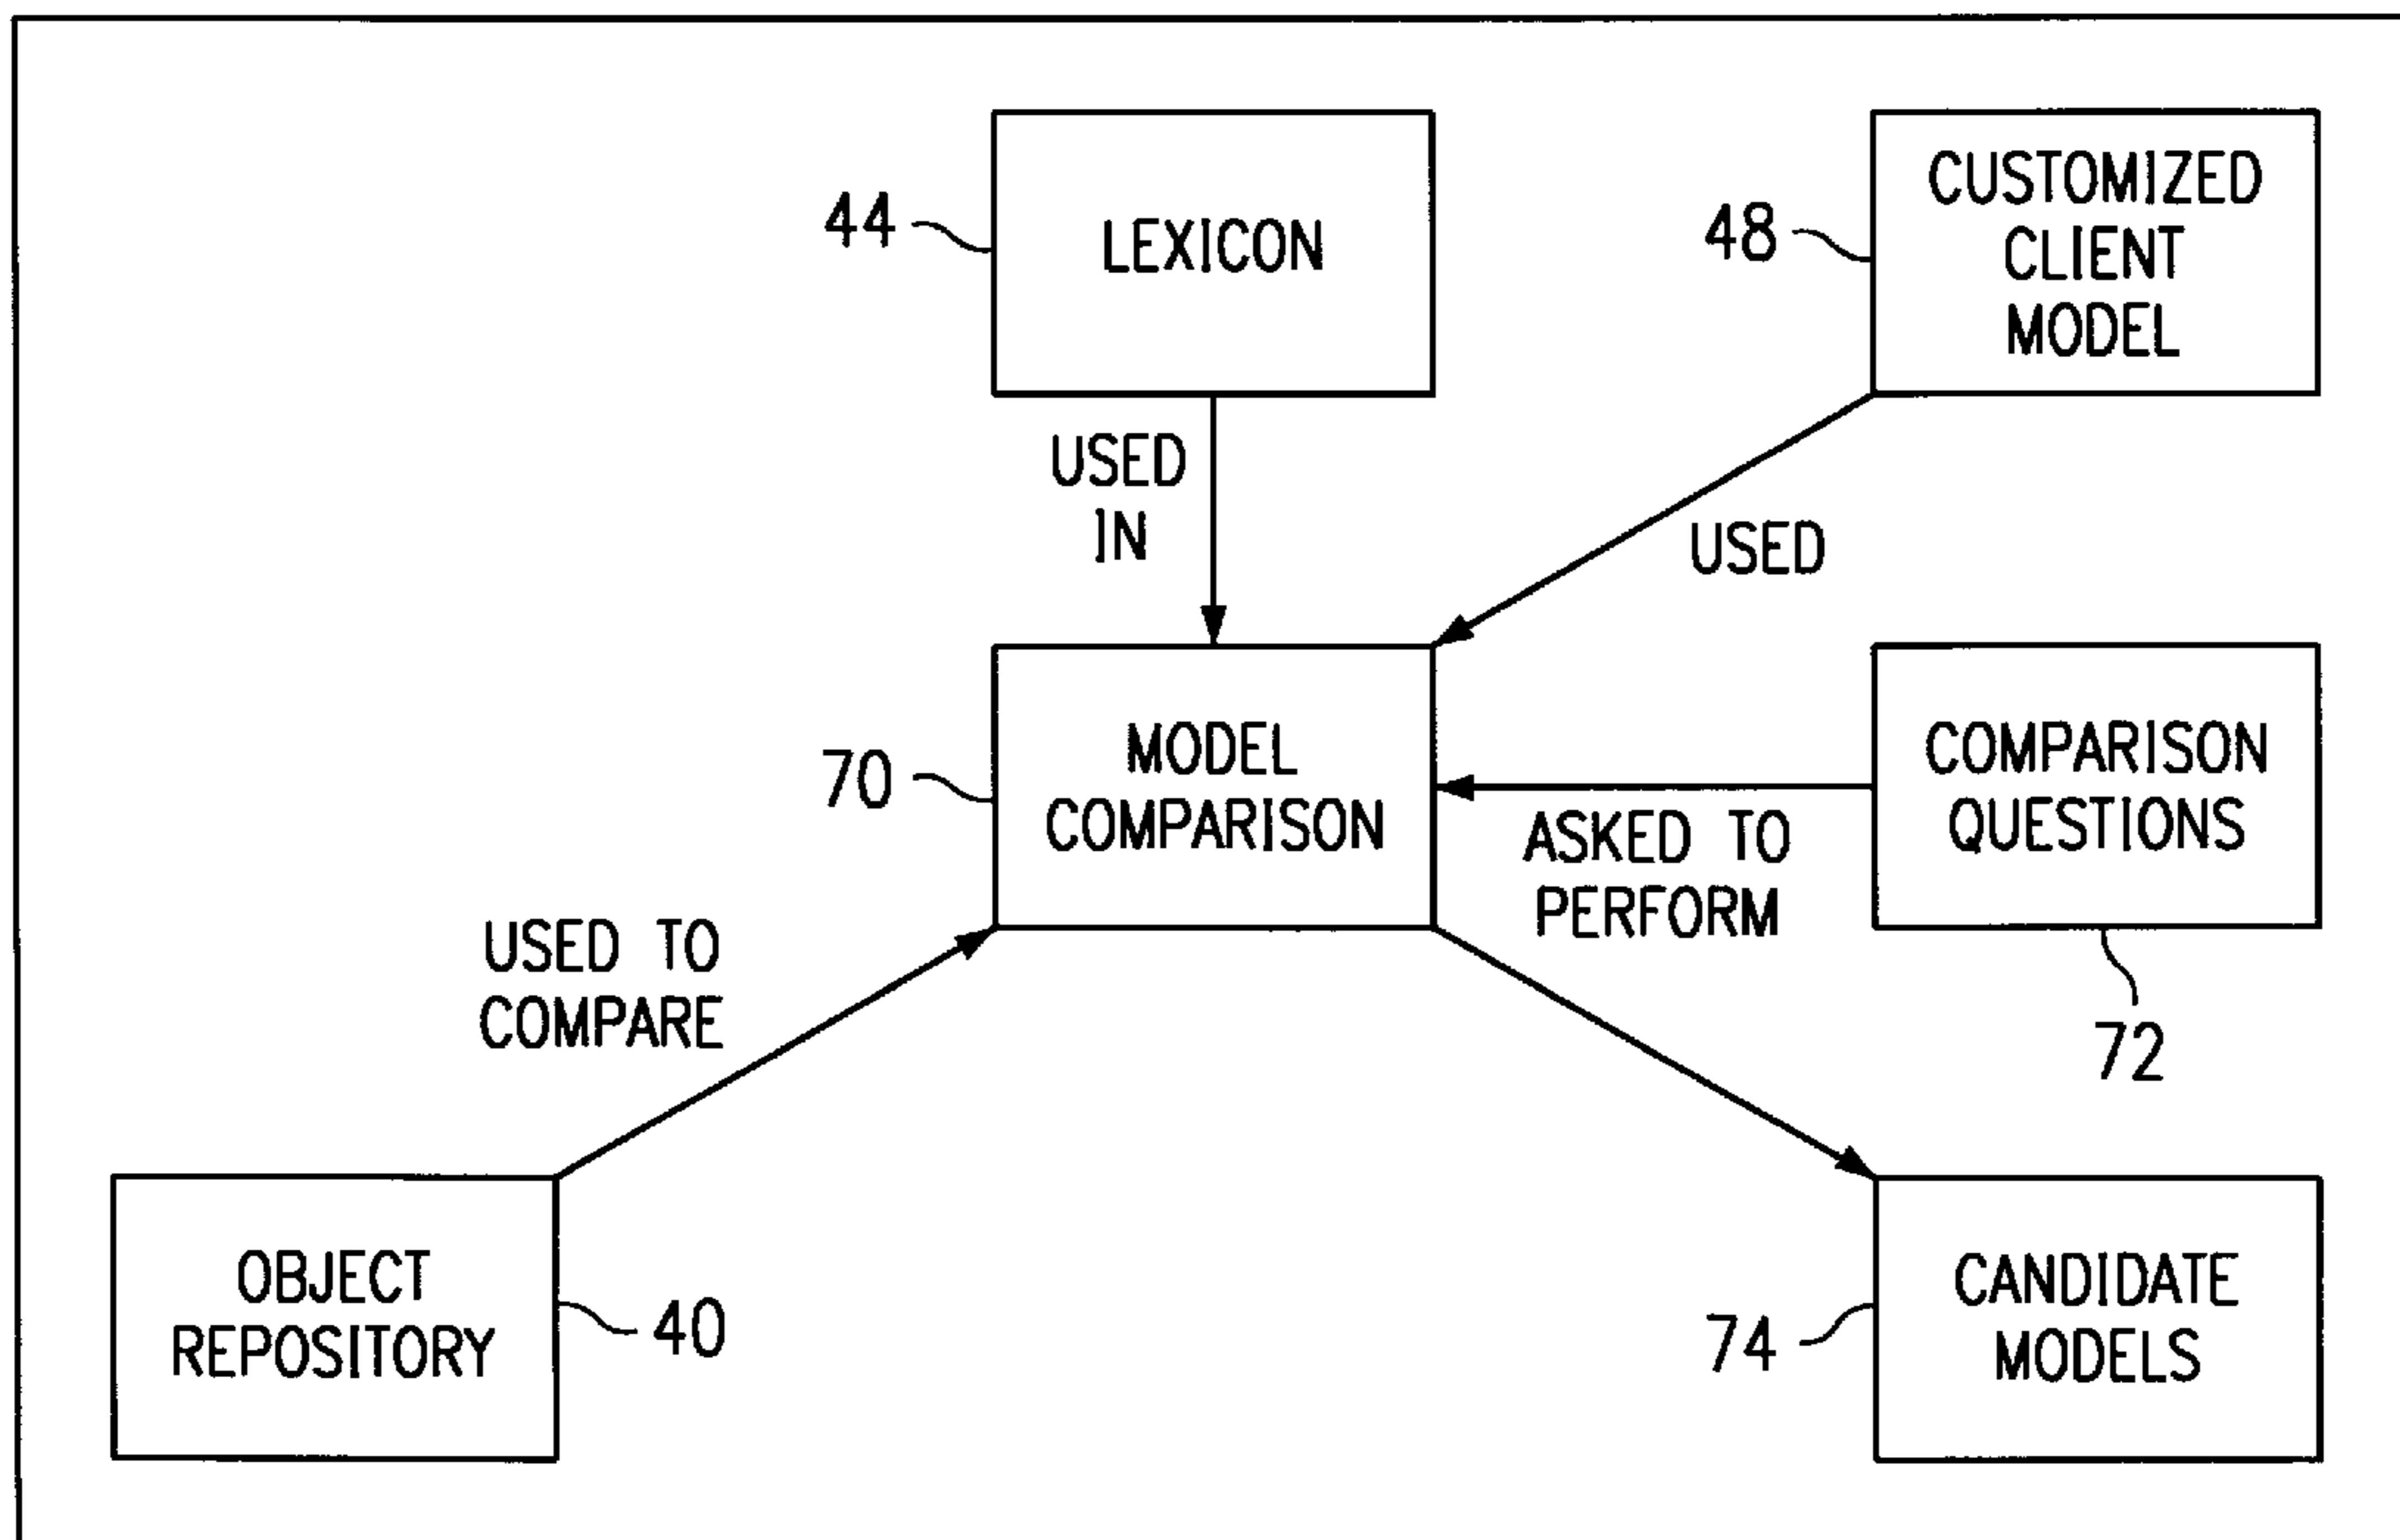 44
LEXICON
48
CUSTOMIZED
CLIENT
MODEL
USED
IN
USED
70
MODEL
COMPARISON
ASKED TO
PERFORM
COMPARISON
QUESTIONS
72
USED TO
COMPARE
OBJECT
REPOSITORY
40
74
CANDIDATE
MODELS